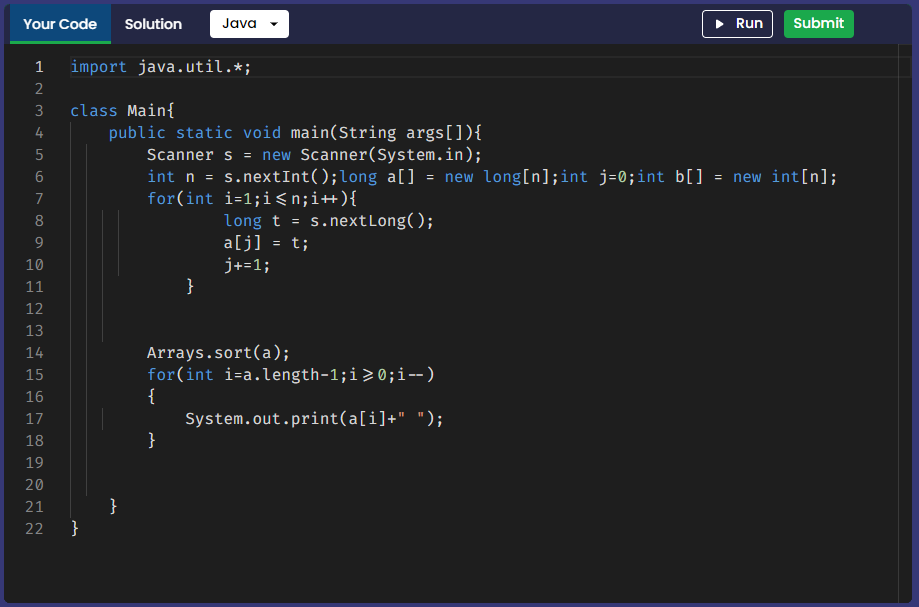 Your Code Solution Java Run Submit
1 import java.util.*;
2
3 class Main{
4 public static void main(String args[]){
5 Scanner s = new Scanner(System.in);
6 int n = s.nextInt();long a[] = new long[n];int j=0;int b[] = new int[n];
7 for(int i=1;i<=n;i++){
8 long t = s.nextLong();
9 a[j] = t;
10 j+=1;
11 }
12
13
14 Arrays.sort(a);
15 for(int i=a.length-1;i>=0;i--)
16 {
17 System.out.print(a[i]+" ");
18 }
19
20
21 }
22 }